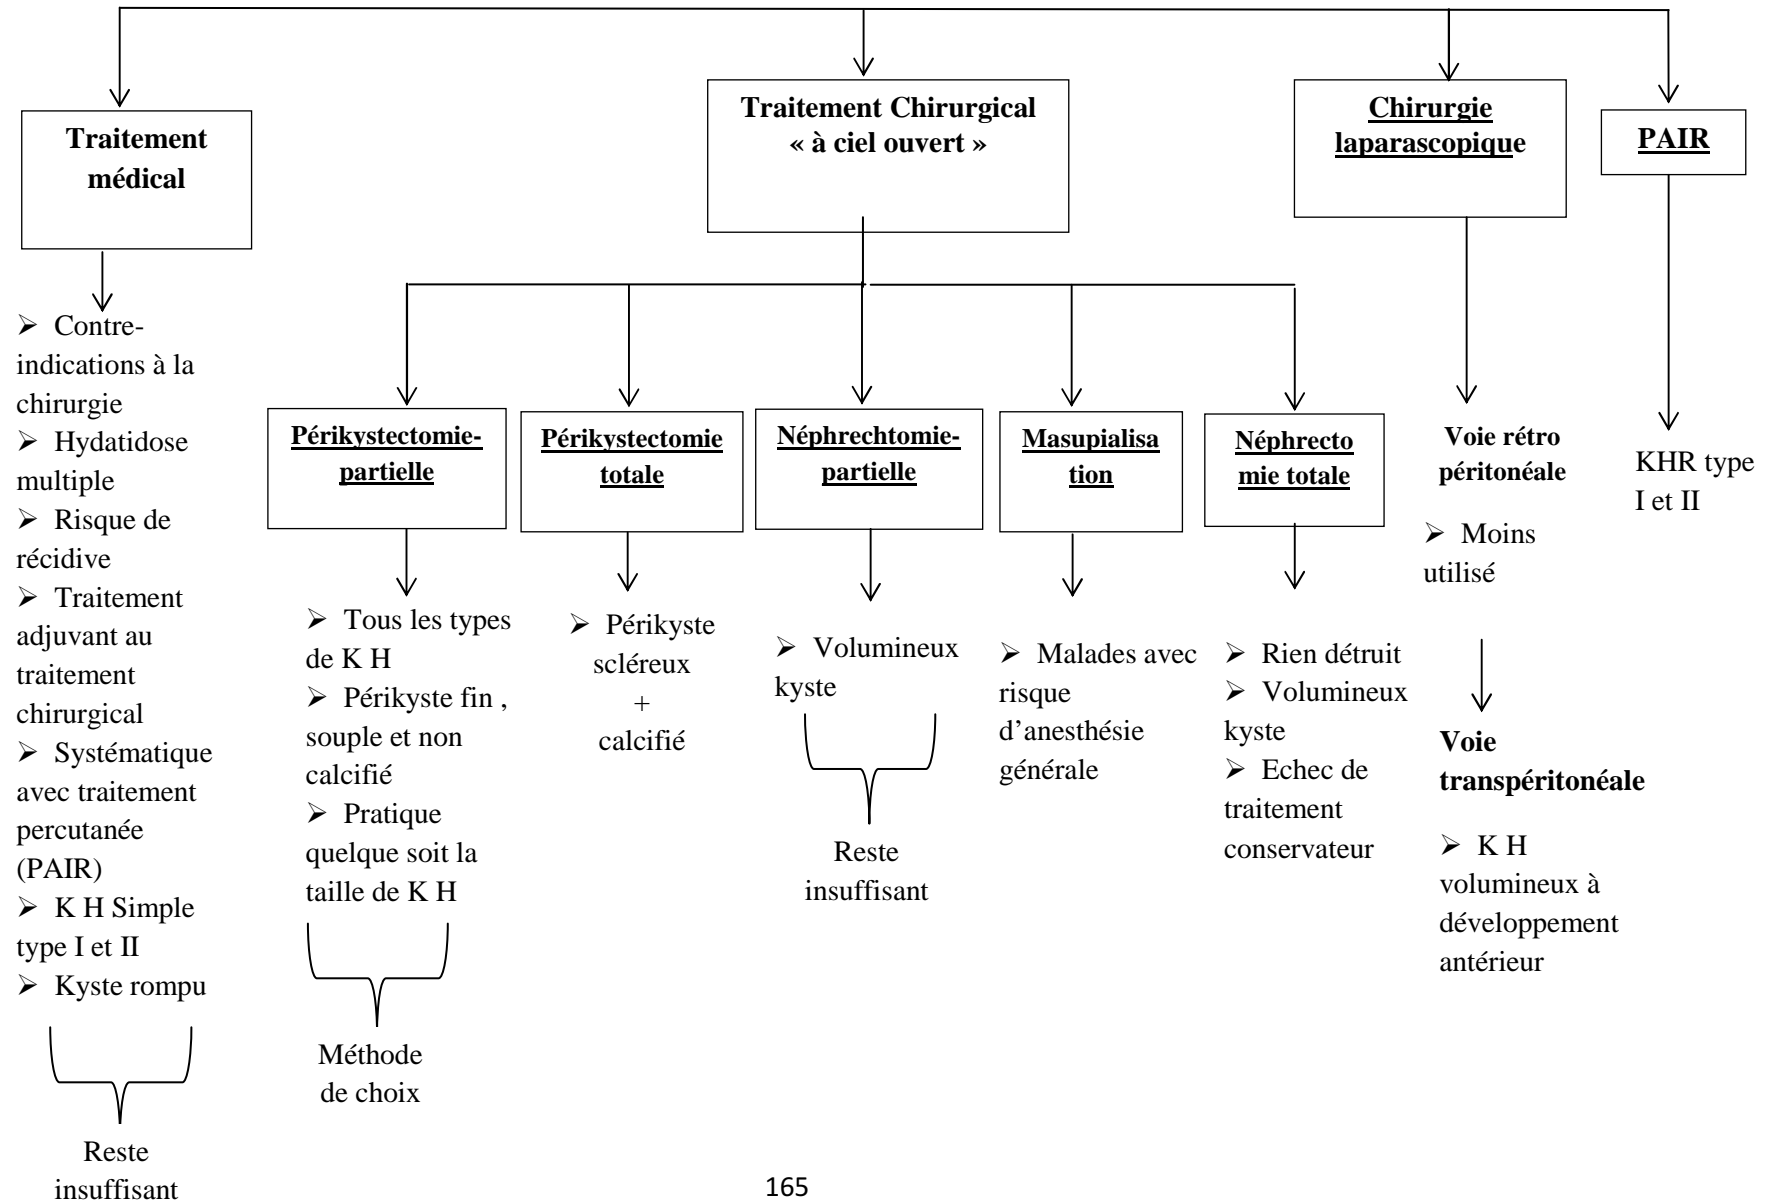 Traitement
médical
➢ Contre-
indications à la
chirurgie
➢ Hydatidose
multiple
➢ Risque de
récidive
➢ Traitement
adjuvant au
traitement
chirurgical
➢ Systématique
avec traitement
percutanée
(PAIR)
➢ K H Simple
type I et II
➢ Kyste rompu
Reste
insuffisant
Traitement Chirurgical
« à ciel ouvert »
Périkystectomie-
partielle
➢ Tous les types
de K H
➢ Périkyste fin ,
souple et non
calcifié
➢ Pratique
quelque soit la
taille de K H
Méthode
de choix
Périkystectomie
totale
➢ Périkyste
scléreux
+
calcifié
Néphrechtomie-
partielle
➢ Volumineux
kyste
Reste
insuffisant
Masupialisa
tion
➢ Malades avec
risque
d’anesthésie
générale
Néphrecto
mie totale
➢ Rien détruit
➢ Volumineux
kyste
➢ Echec de
traitement
conservateur
Chirurgie
laparascopique
Voie rétro
péritonéale
➢ Moins
utilisé
Voie
transpéritonéale
➢ K H
volumineux à
développement
antérieur
PAIR
KHR type
I et II
165